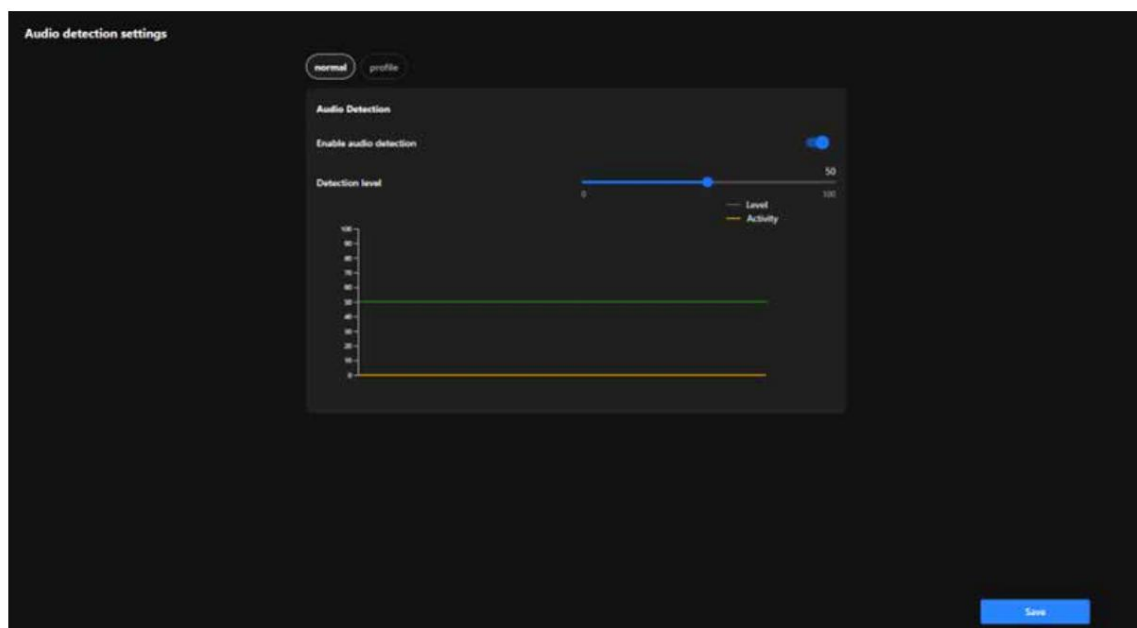 Audio detection settings
normal profile
Audio Detection
Enable audio detection
50
Detection level
0 100
Level
Activity
100
90
80
70
60
50
40
30
20
10
0
Save